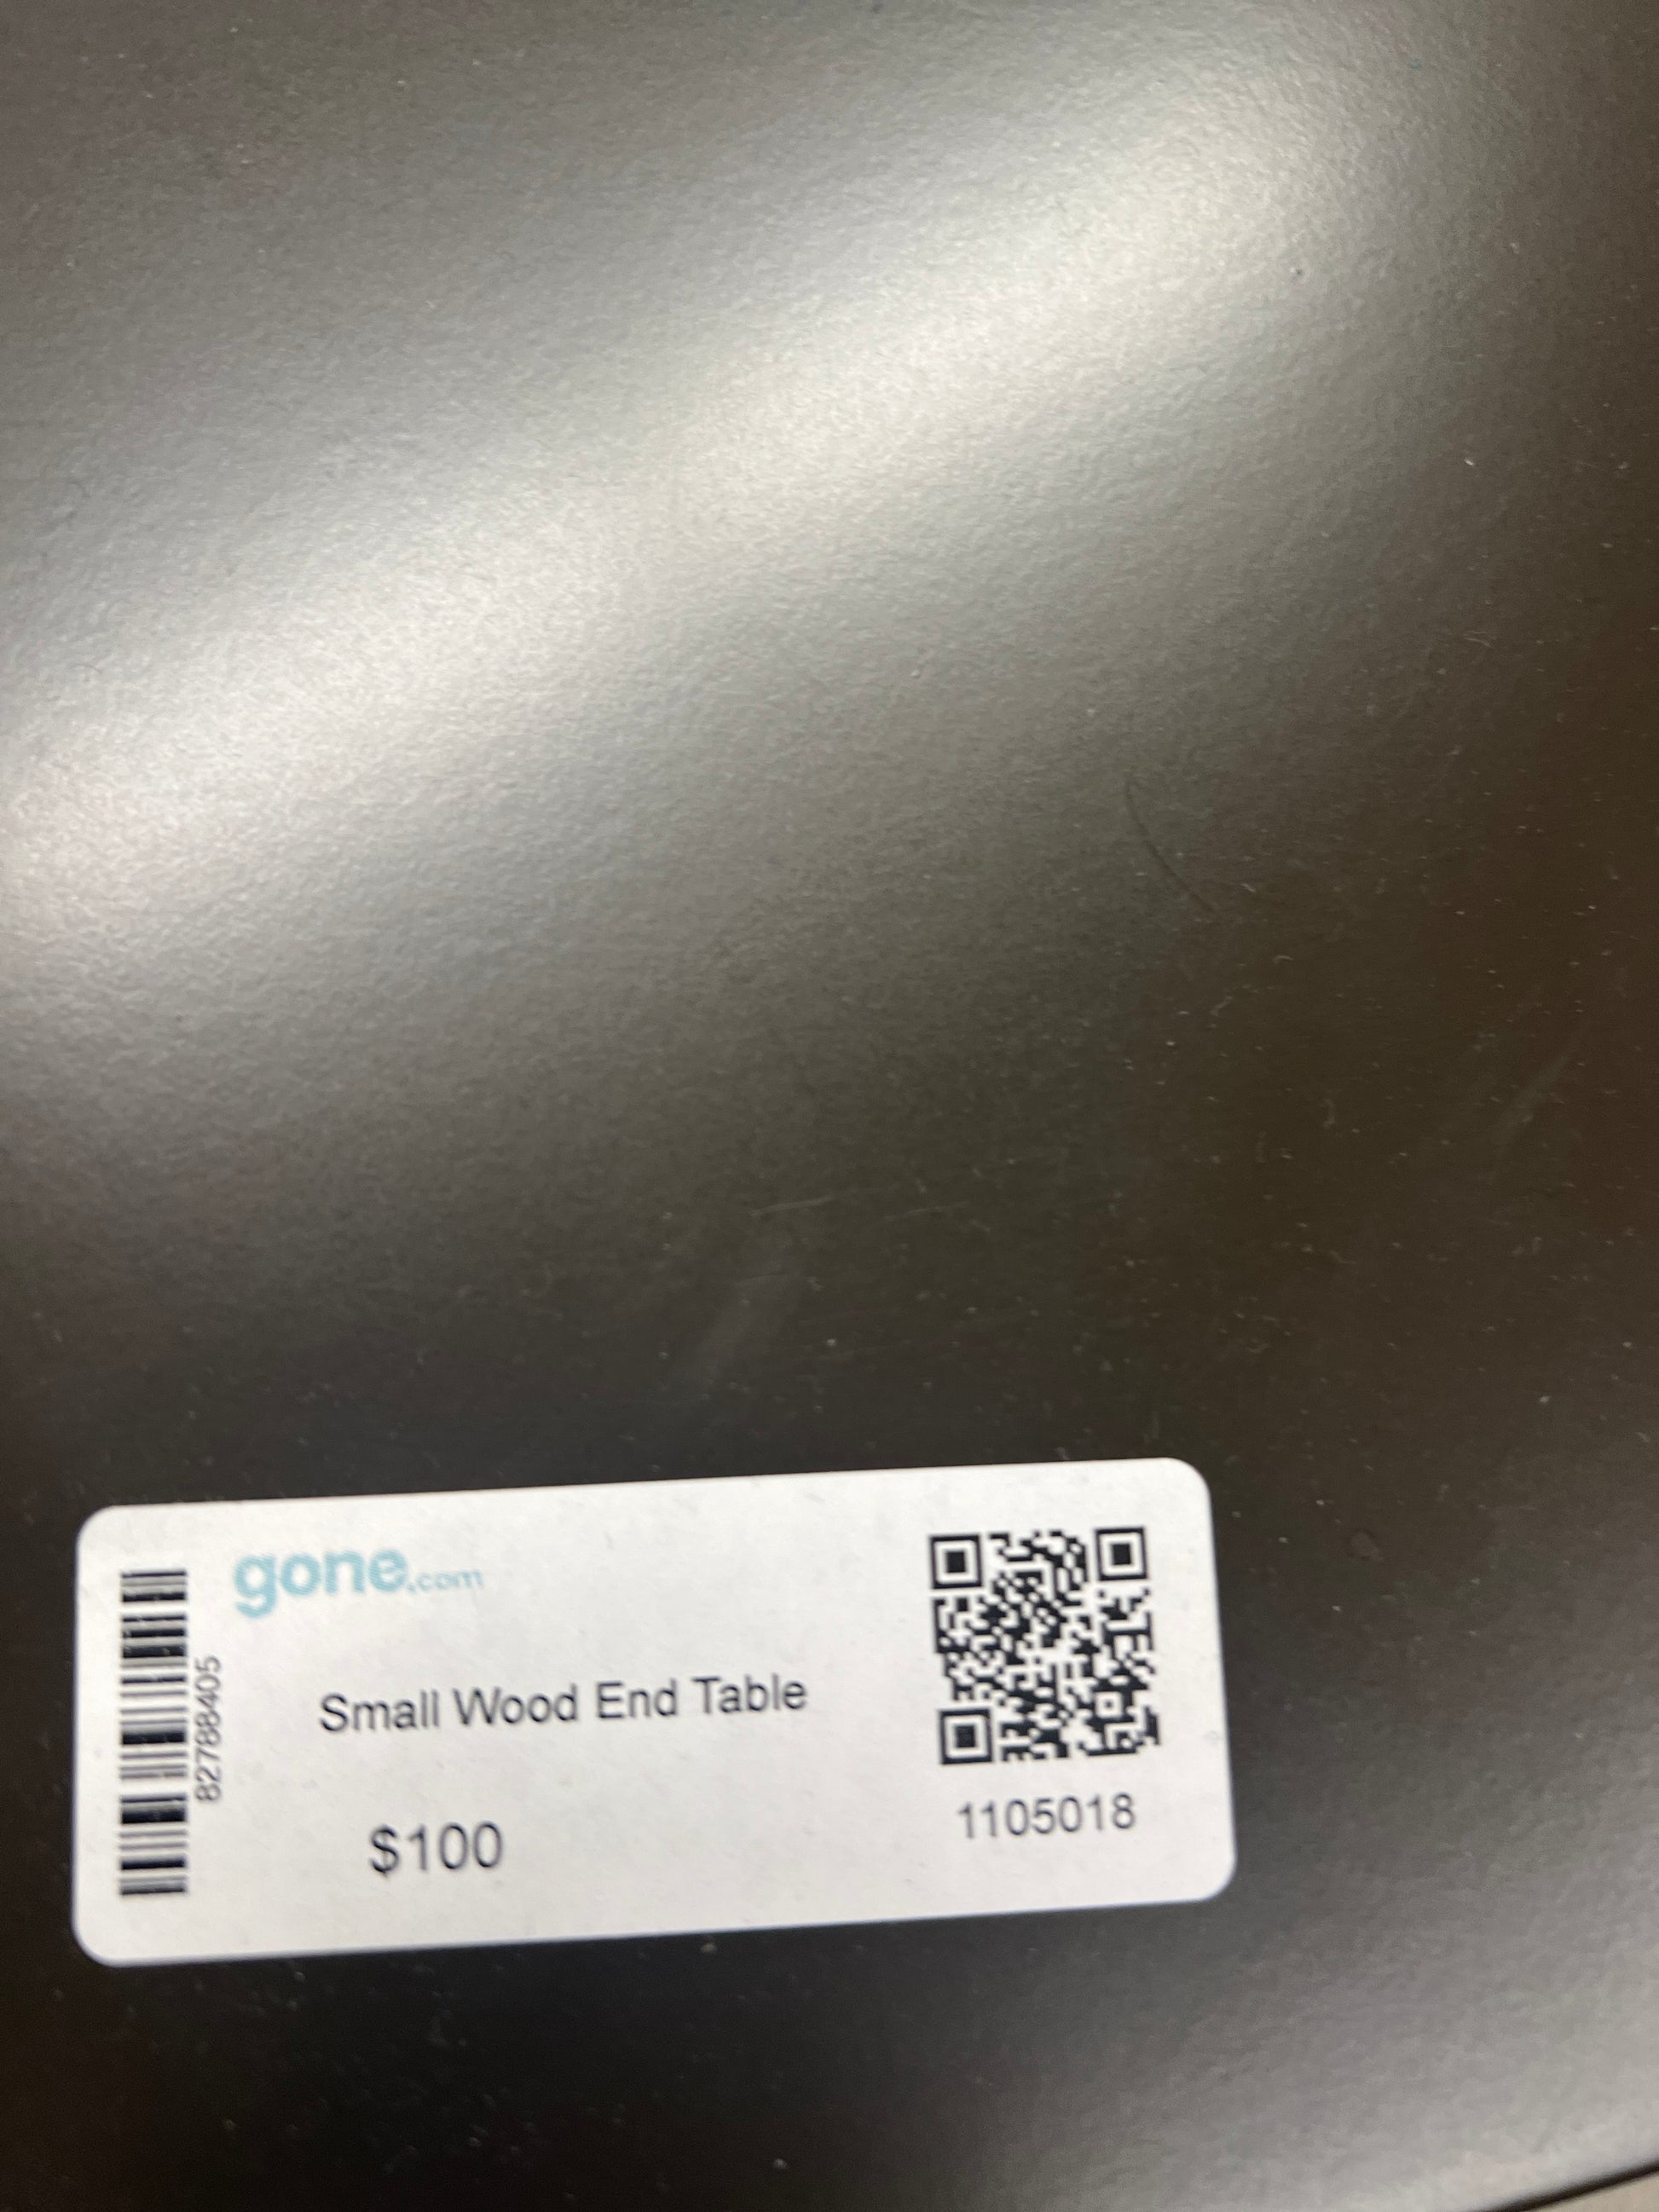 gone.com
82788405
Small Wood End Table
$100
1105018